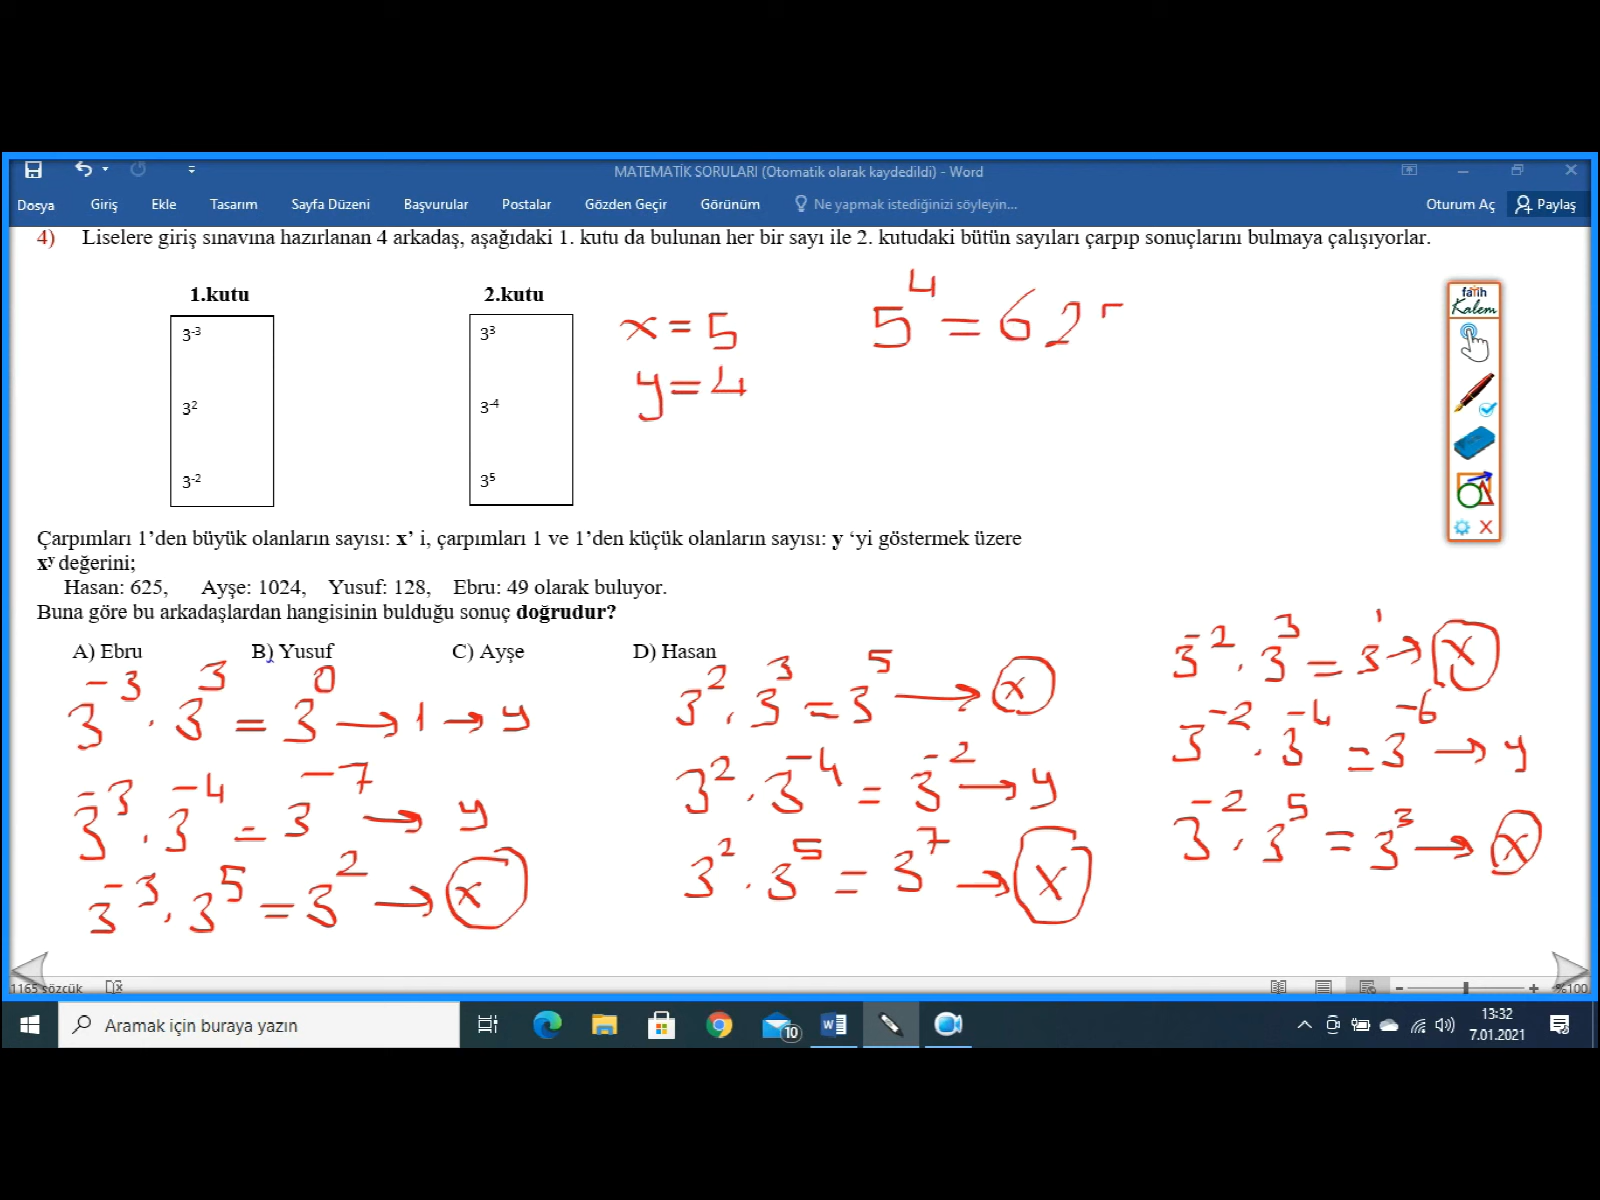 MATEMATİK SORULARI (Otomatik olarak kaydedildi) - Word
Dosya Giriş Ekle Tasarım Sayfa Düzeni Başvurular Postalar Gözden Geçir Görünüm Ne yapmak istediğinizi söyleyin... Oturum Aç Paylaş
4) Liselere giriş sınavına hazırlanan 4 arkadaş, aşağıdaki 1. kutu da bulunan her bir sayı ile 2. kutudaki bütün sayıları çarpıp sonuçlarını bulmaya çalışıyorlar.
1.kutu 2.kutu
3⁻³ 3³
3² 3⁻⁴
3⁻² 3⁵
x = 5
y = 4
5⁴ = 62
fatih
Kalem
Çarpımları 1’den büyük olanların sayısı: x’ i, çarpımları 1 ve 1’den küçük olanların sayısı: y ‘yi göstermek üzere
xʸ değerini;
Hasan: 625, Ayşe: 1024, Yusuf: 128, Ebru: 49 olarak buluyor.
Buna göre bu arkadaşlardan hangisinin bulduğu sonuç doğrudur?
A) Ebru B) Yusuf C) Ayşe D) Hasan
3⁻³ . 3³ = 3⁰ → 1 → y
3⁻³ . 3⁻⁴ = 3⁻⁷ → y
3⁻³ . 3⁵ = 3² → x
3² . 3³ = 3⁵ → x
3² . 3⁻⁴ = 3⁻² → y
3² . 3⁵ = 3⁷ → x
3⁻² . 3³ = 3¹ → x
3⁻² . 3⁻⁴ = 3⁻⁶ → y
3⁻² . 3⁵ = 3³ → x
1165 sözcük
%100
Aramak için buraya yazın
10
13:32
7.01.2021